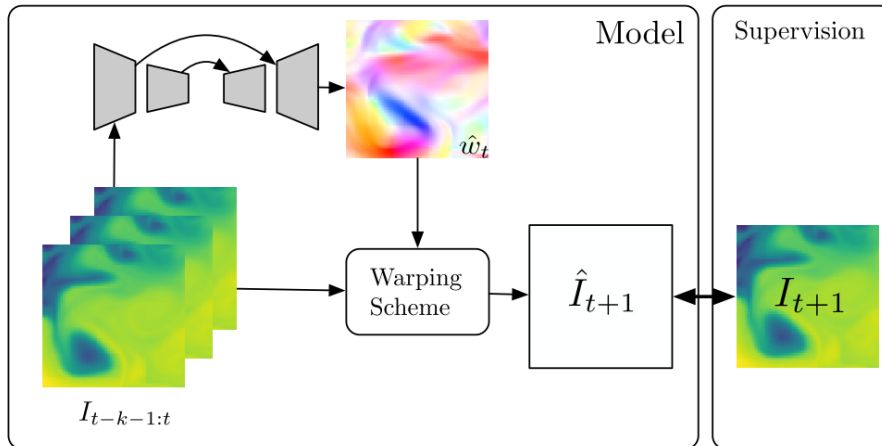 Model
Supervision
ŵ_t
Warping
Scheme
Î_{t+1}
I_{t+1}
I_{t−k−1:t}